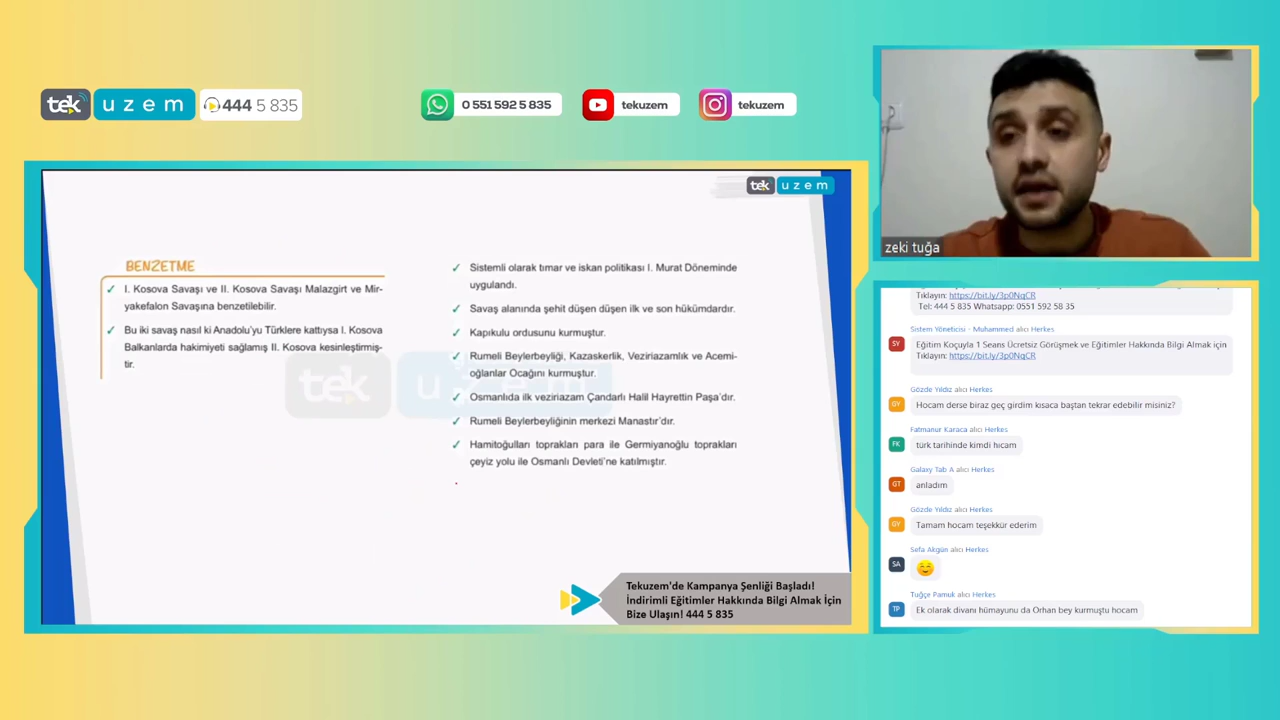 tek uzem 444 5 835
0 551 592 5 835
tekuzem
tekuzem
tek uzem
BENZETME
✓ I. Kosova Savaşı ve II. Kosova Savaşı Malazgirt ve Mir-
yakefalon Savaşına benzetilebilir.
✓ Bu iki savaş nasıl ki Anadolu'yu Türklere kattıysa I. Kosova
Balkanlarda hakimiyeti sağlamış II. Kosova kesinleştirmiş-
tir.
✓ Sistemli olarak tımar ve iskan politikası I. Murat Döneminde
uygulandı.
✓ Savaş alanında şehit düşen düşen ilk ve son hükümdardır.
✓ Kapıkulu ordusunu kurmuştur.
✓ Rumeli Beylerbeyliği, Kazaskerlik, Veziriazamlık ve Acemi-
oğlanlar Ocağını kurmuştur.
✓ Osmanlıda ilk veziriazam Çandarlı Halil Hayrettin Paşa'dır.
✓ Rumeli Beylerbeyliğinin merkezi Manastır'dır.
✓ Hamitoğulları toprakları para ile Germiyanoğlu toprakları
çeyiz yolu ile Osmanlı Devleti'ne katılmıştır.
tek uzem
Tekuzem'de Kampanya Şenliği Başladı!
İndirimli Eğitimler Hakkında Bilgi Almak İçin
Bize Ulaşın! 444 5 835
zeki tuğa
Tıklayın: https://bit.ly/3p0NqCR
Tel: 444 5 835 Whatsapp: 0551 592 58 35
Sistem Yöneticisi - Muhammed alıcı Herkes
SY
Eğitim Koçuyla 1 Seans Ücretsiz Görüşmek ve Eğitimler Hakkında Bilgi Almak için
Tıklayın: https://bit.ly/3p0NqCR
Gözde Yıldız alıcı Herkes
GY
Hocam derse biraz geç girdim kısaca baştan tekrar edebilir misiniz?
Fatmanur Karaca alıcı Herkes
FK
türk tarihinde kimdi hıcam
Galaxy Tab A alıcı Herkes
GT
anladım
Gözde Yıldız alıcı Herkes
GY
Tamam hocam teşekkür ederim
Sefa Akgün alıcı Herkes
SA
Tuğçe Pamuk alıcı Herkes
TP
Ek olarak divanı hümayunu da Orhan bey kurmuştu hocam